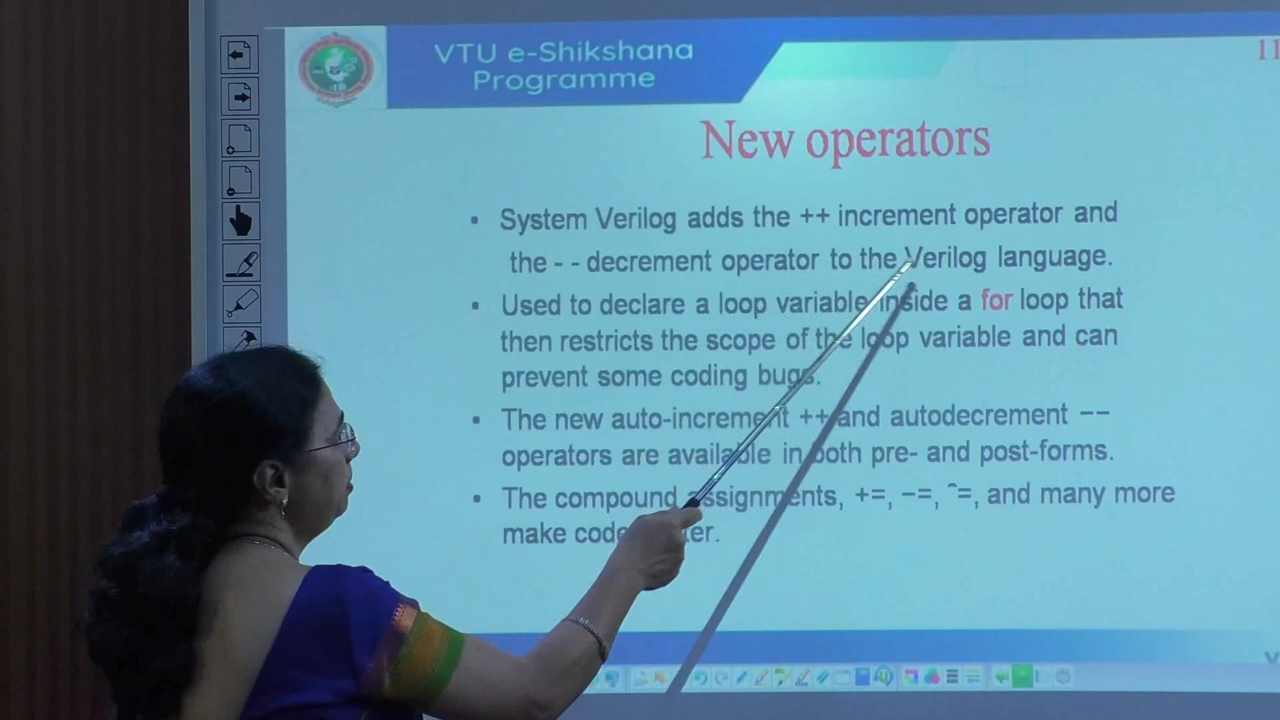 VTU e-Shikshana
Programme
11
New operators
▪ System Verilog adds the ++ increment operator and
the - - decrement operator to the Verilog language.
▪ Used to declare a loop variable inside a for loop that
then restricts the scope of the loop variable and can
prevent some coding bugs.
▪ The new auto-increment ++ and autodecrement −−
operators are available in both pre- and post-forms.
▪ The compound assignments, +=, −=, ^=, and many more
make code